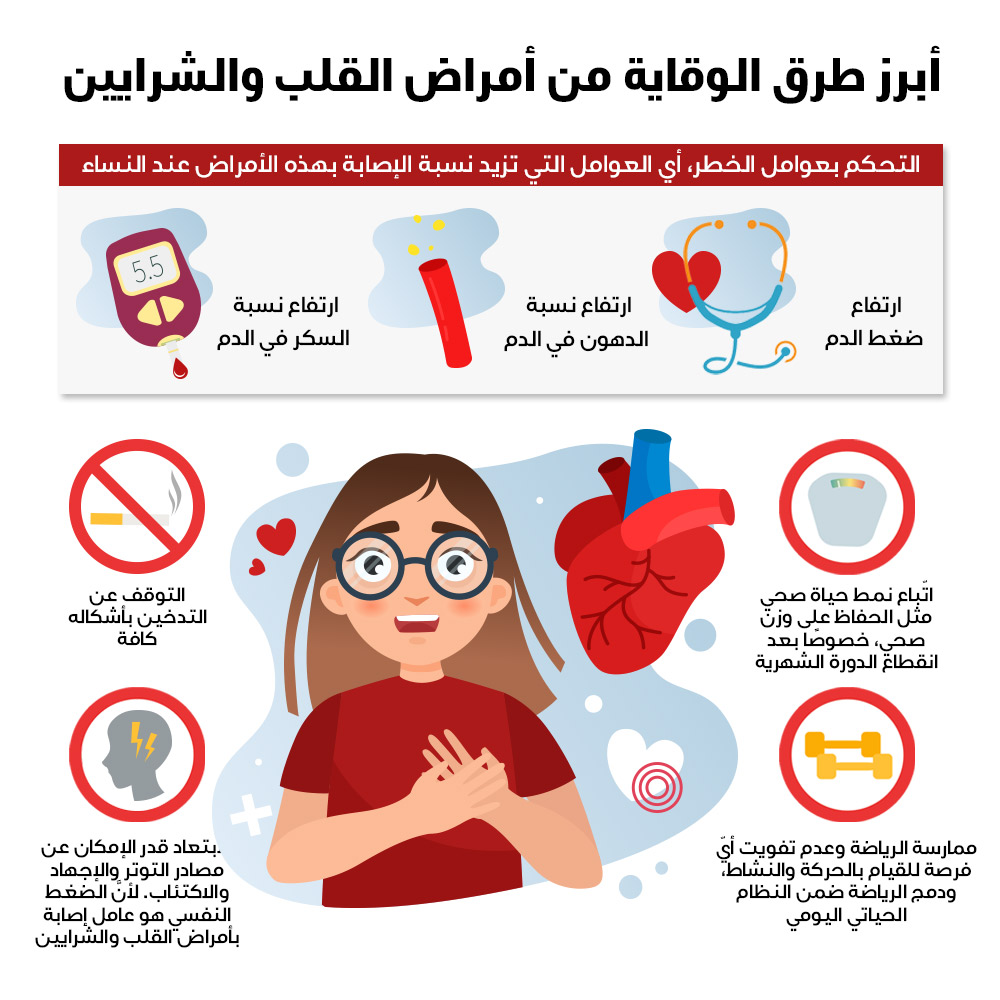 أبرز طرق الوقاية من أمراض القلب والشرايين
التحكم بعوامل الخطر، أي العوامل التي تزيد نسبة الإصابة بهذه الأمراض عند النساء
ارتفاع
ضغط الدم
ارتفاع نسبة
الدهون في الدم
ارتفاع نسبة
السكر في الدم
5.5
اتّباع نمط حياة صحي
مثل الحفاظ على وزن
صحي، خصوصًا بعد
انقطاع الدورة الشهرية
التوقف عن
التدخين بأشكاله
كافة
ممارسة الرياضة وعدم تفويت أيّ
فرصة للقيام بالحركة والنشاط،
ودمج الرياضة ضمن النظام
الحياتي اليومي
.بتعاد قدر الإمكان عن
مصادر التوتر والإجهاد
والاكتئاب. لأنّ الضغط
النفسي هو عامل إصابة
بأمراض القلب والشرايين